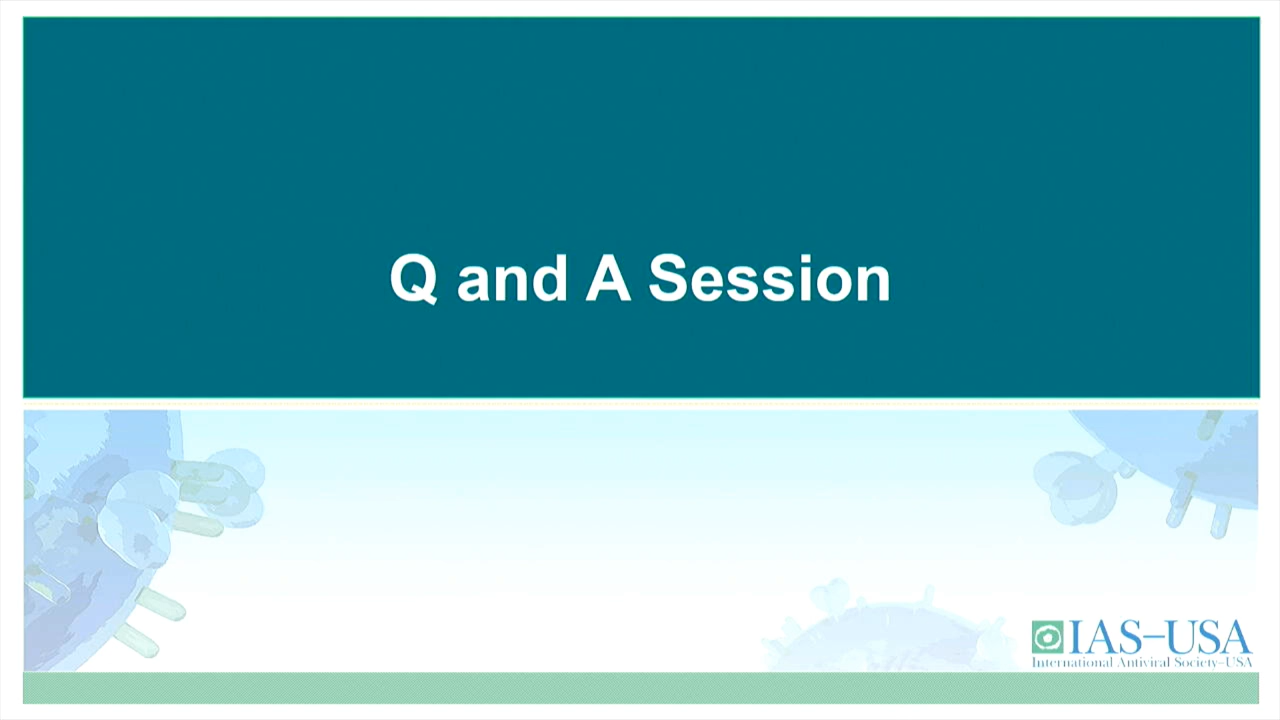 Q and A Session
IAS–USA
International Antiviral Society–USA